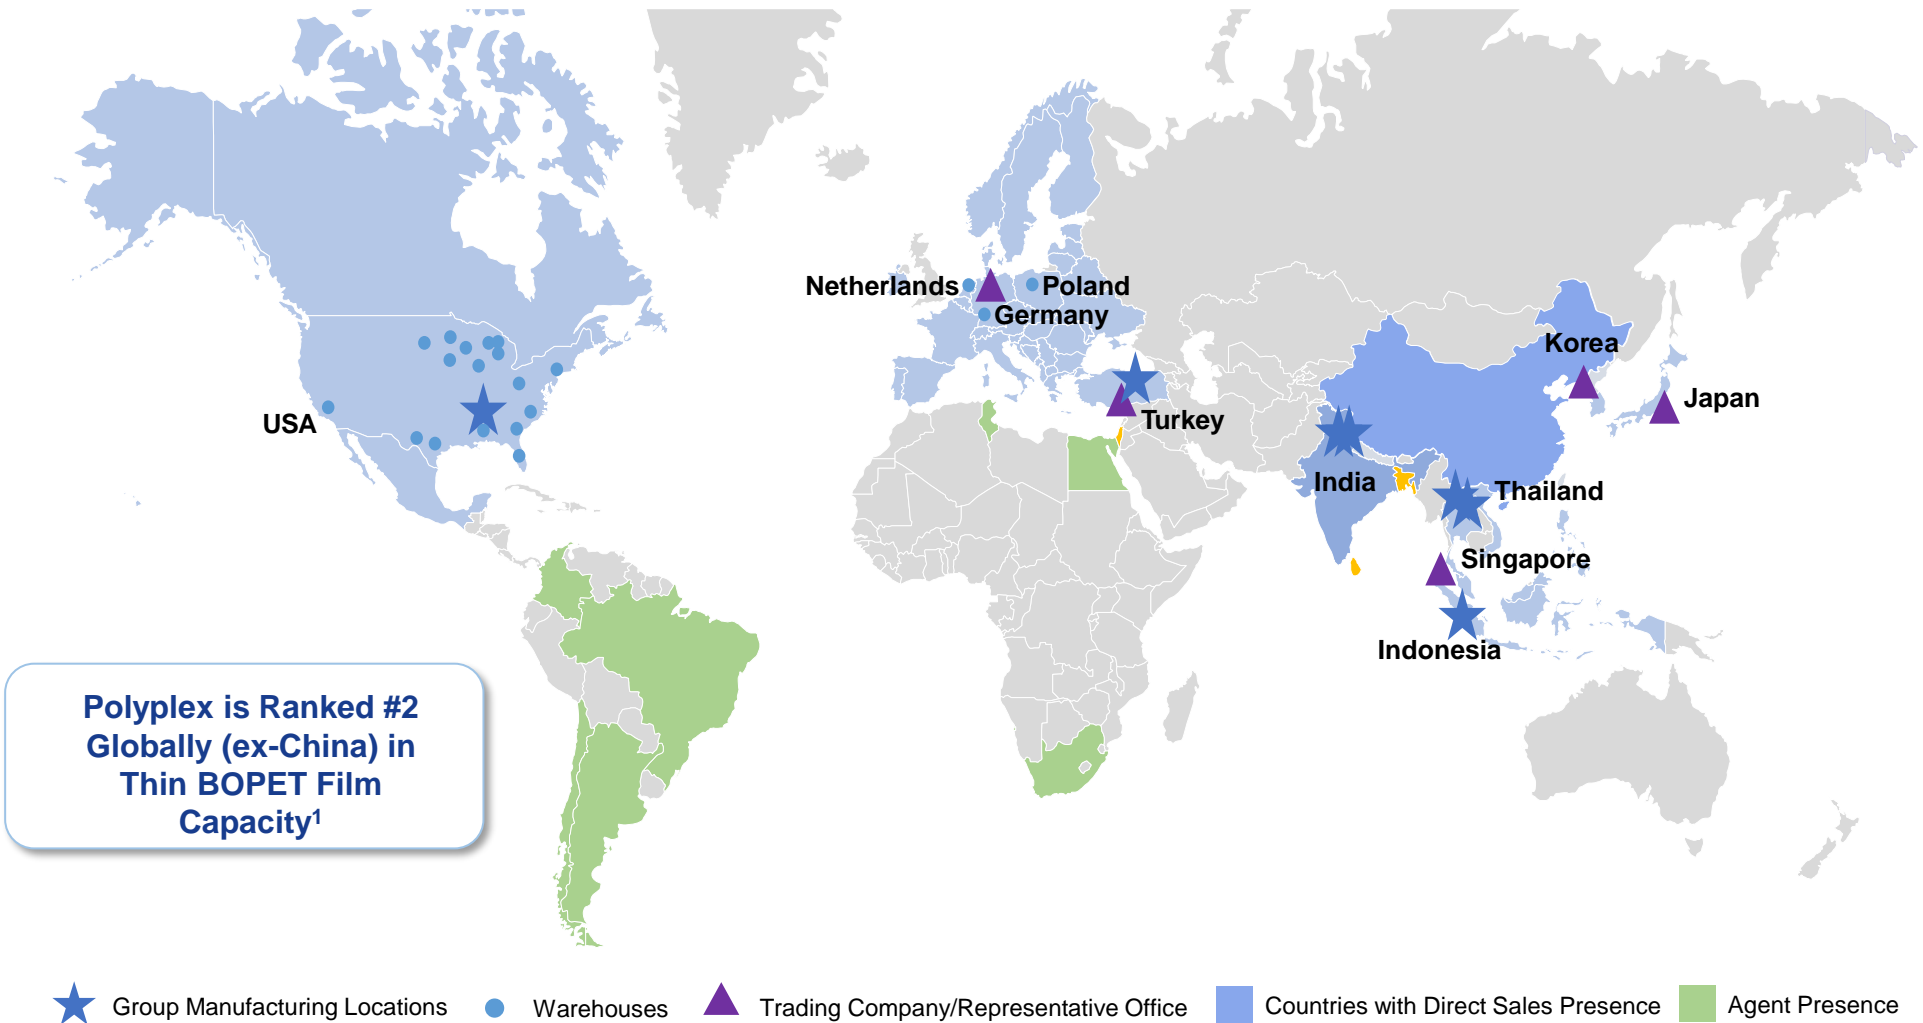 Netherlands
Poland
Germany
Korea
Japan
USA
Turkey
India
Thailand
Singapore
Indonesia
Polyplex is Ranked #2
Globally (ex-China) in
Thin BOPET Film
Capacity¹
Group Manufacturing Locations
Warehouses
Trading Company/Representative Office
Countries with Direct Sales Presence
Agent Presence